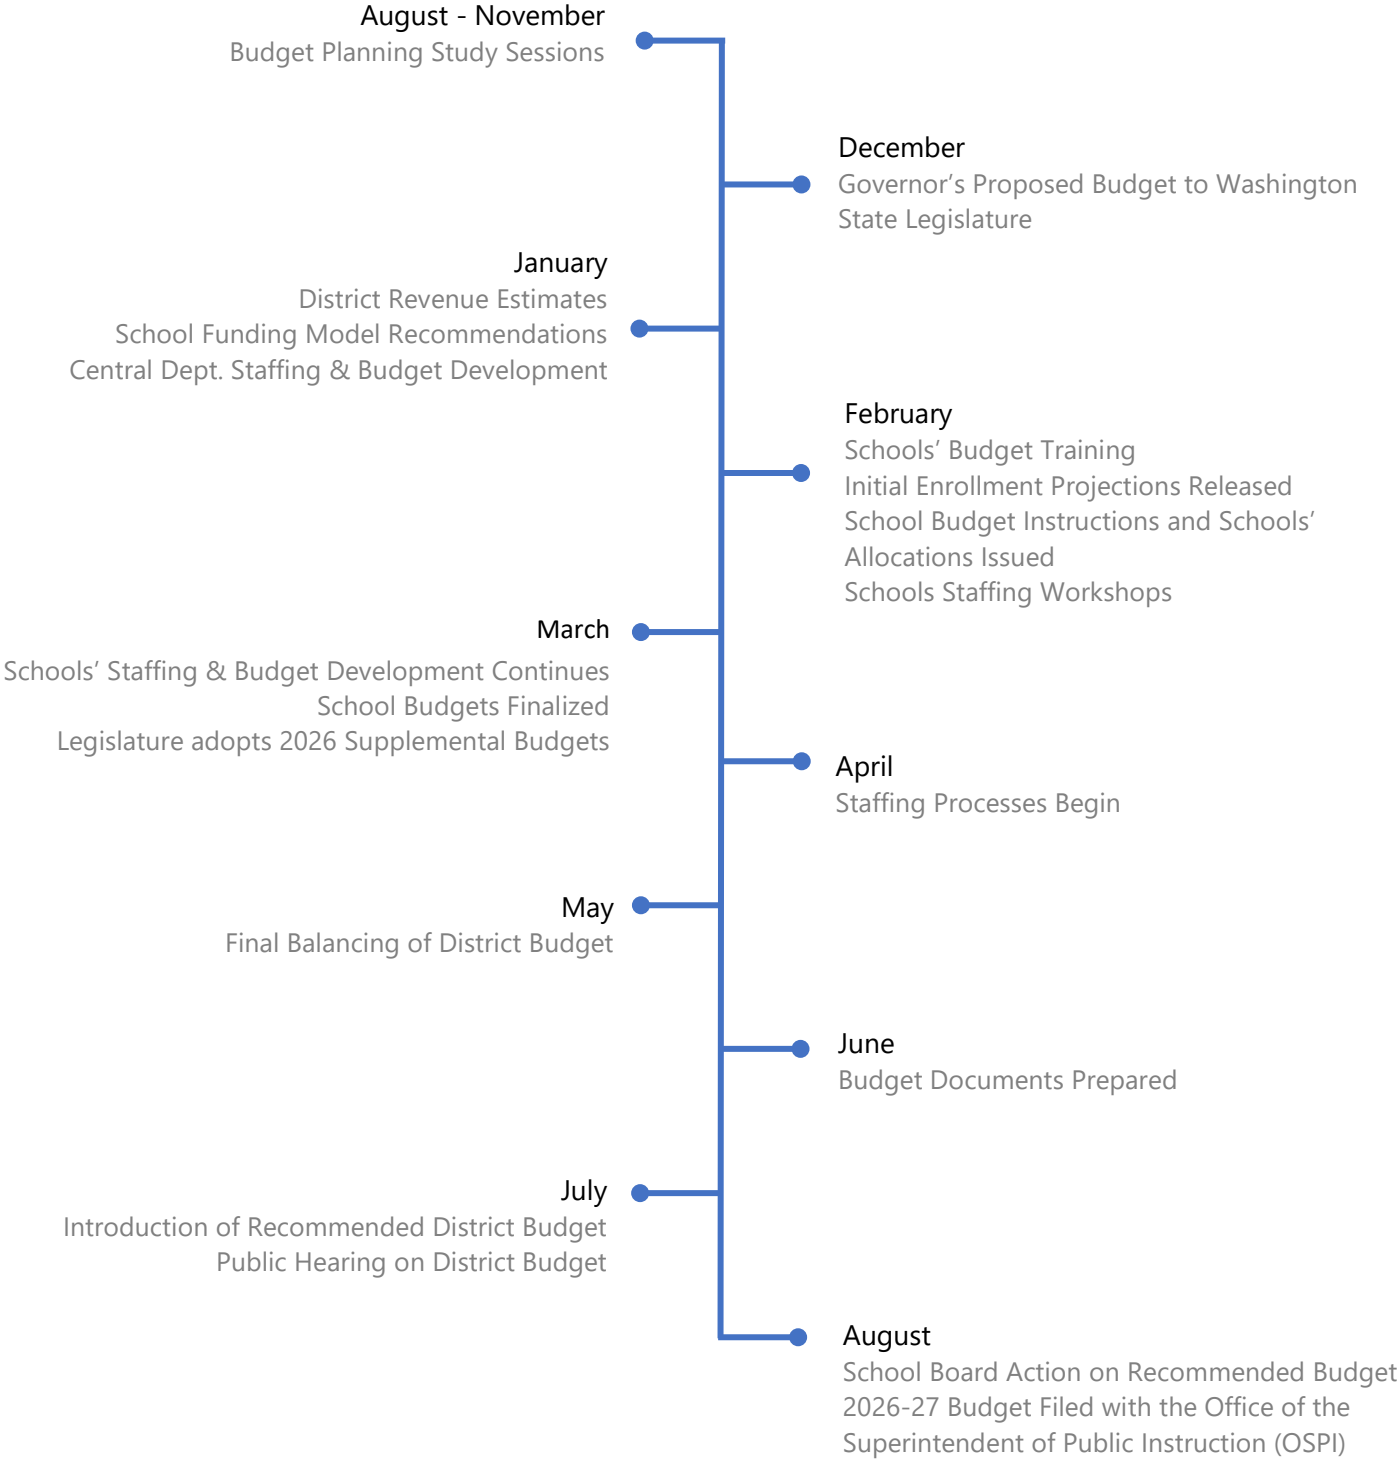 August - November
Budget Planning Study Sessions
December
Governor’s Proposed Budget to Washington
State Legislature
January
District Revenue Estimates
School Funding Model Recommendations
Central Dept. Staffing & Budget Development
February
Schools’ Budget Training
Initial Enrollment Projections Released
School Budget Instructions and Schools’
Allocations Issued
Schools Staffing Workshops
March
Schools’ Staffing & Budget Development Continues
School Budgets Finalized
Legislature adopts 2026 Supplemental Budgets
April
Staffing Processes Begin
May
Final Balancing of District Budget
June
Budget Documents Prepared
July
Introduction of Recommended District Budget
Public Hearing on District Budget
August
School Board Action on Recommended Budget
2026-27 Budget Filed with the Office of the
Superintendent of Public Instruction (OSPI)